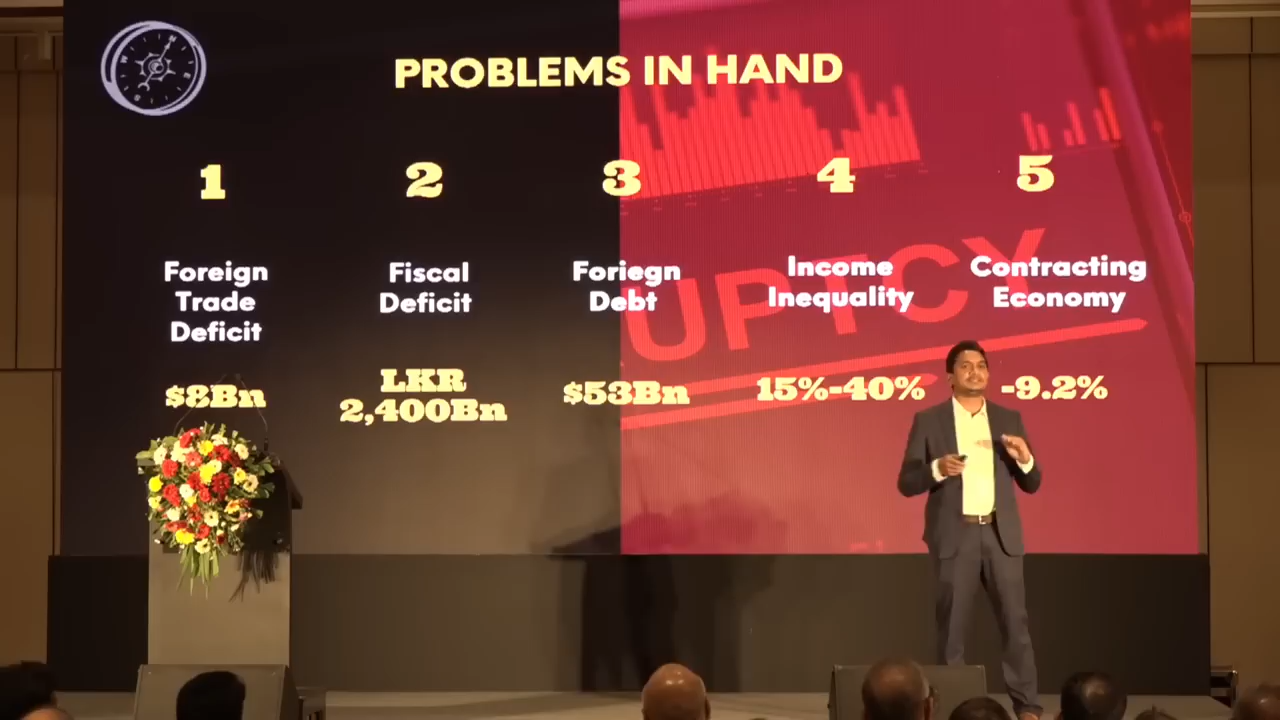 PROBLEMS IN HAND
1
Foreign
Trade
Deficit
$8Bn
2
Fiscal
Deficit
LKR
2,400Bn
3
Foriegn
Debt
$53Bn
4
Income
Inequality
15%-40%
5
Contracting
Economy
-9.2%
UPTCY